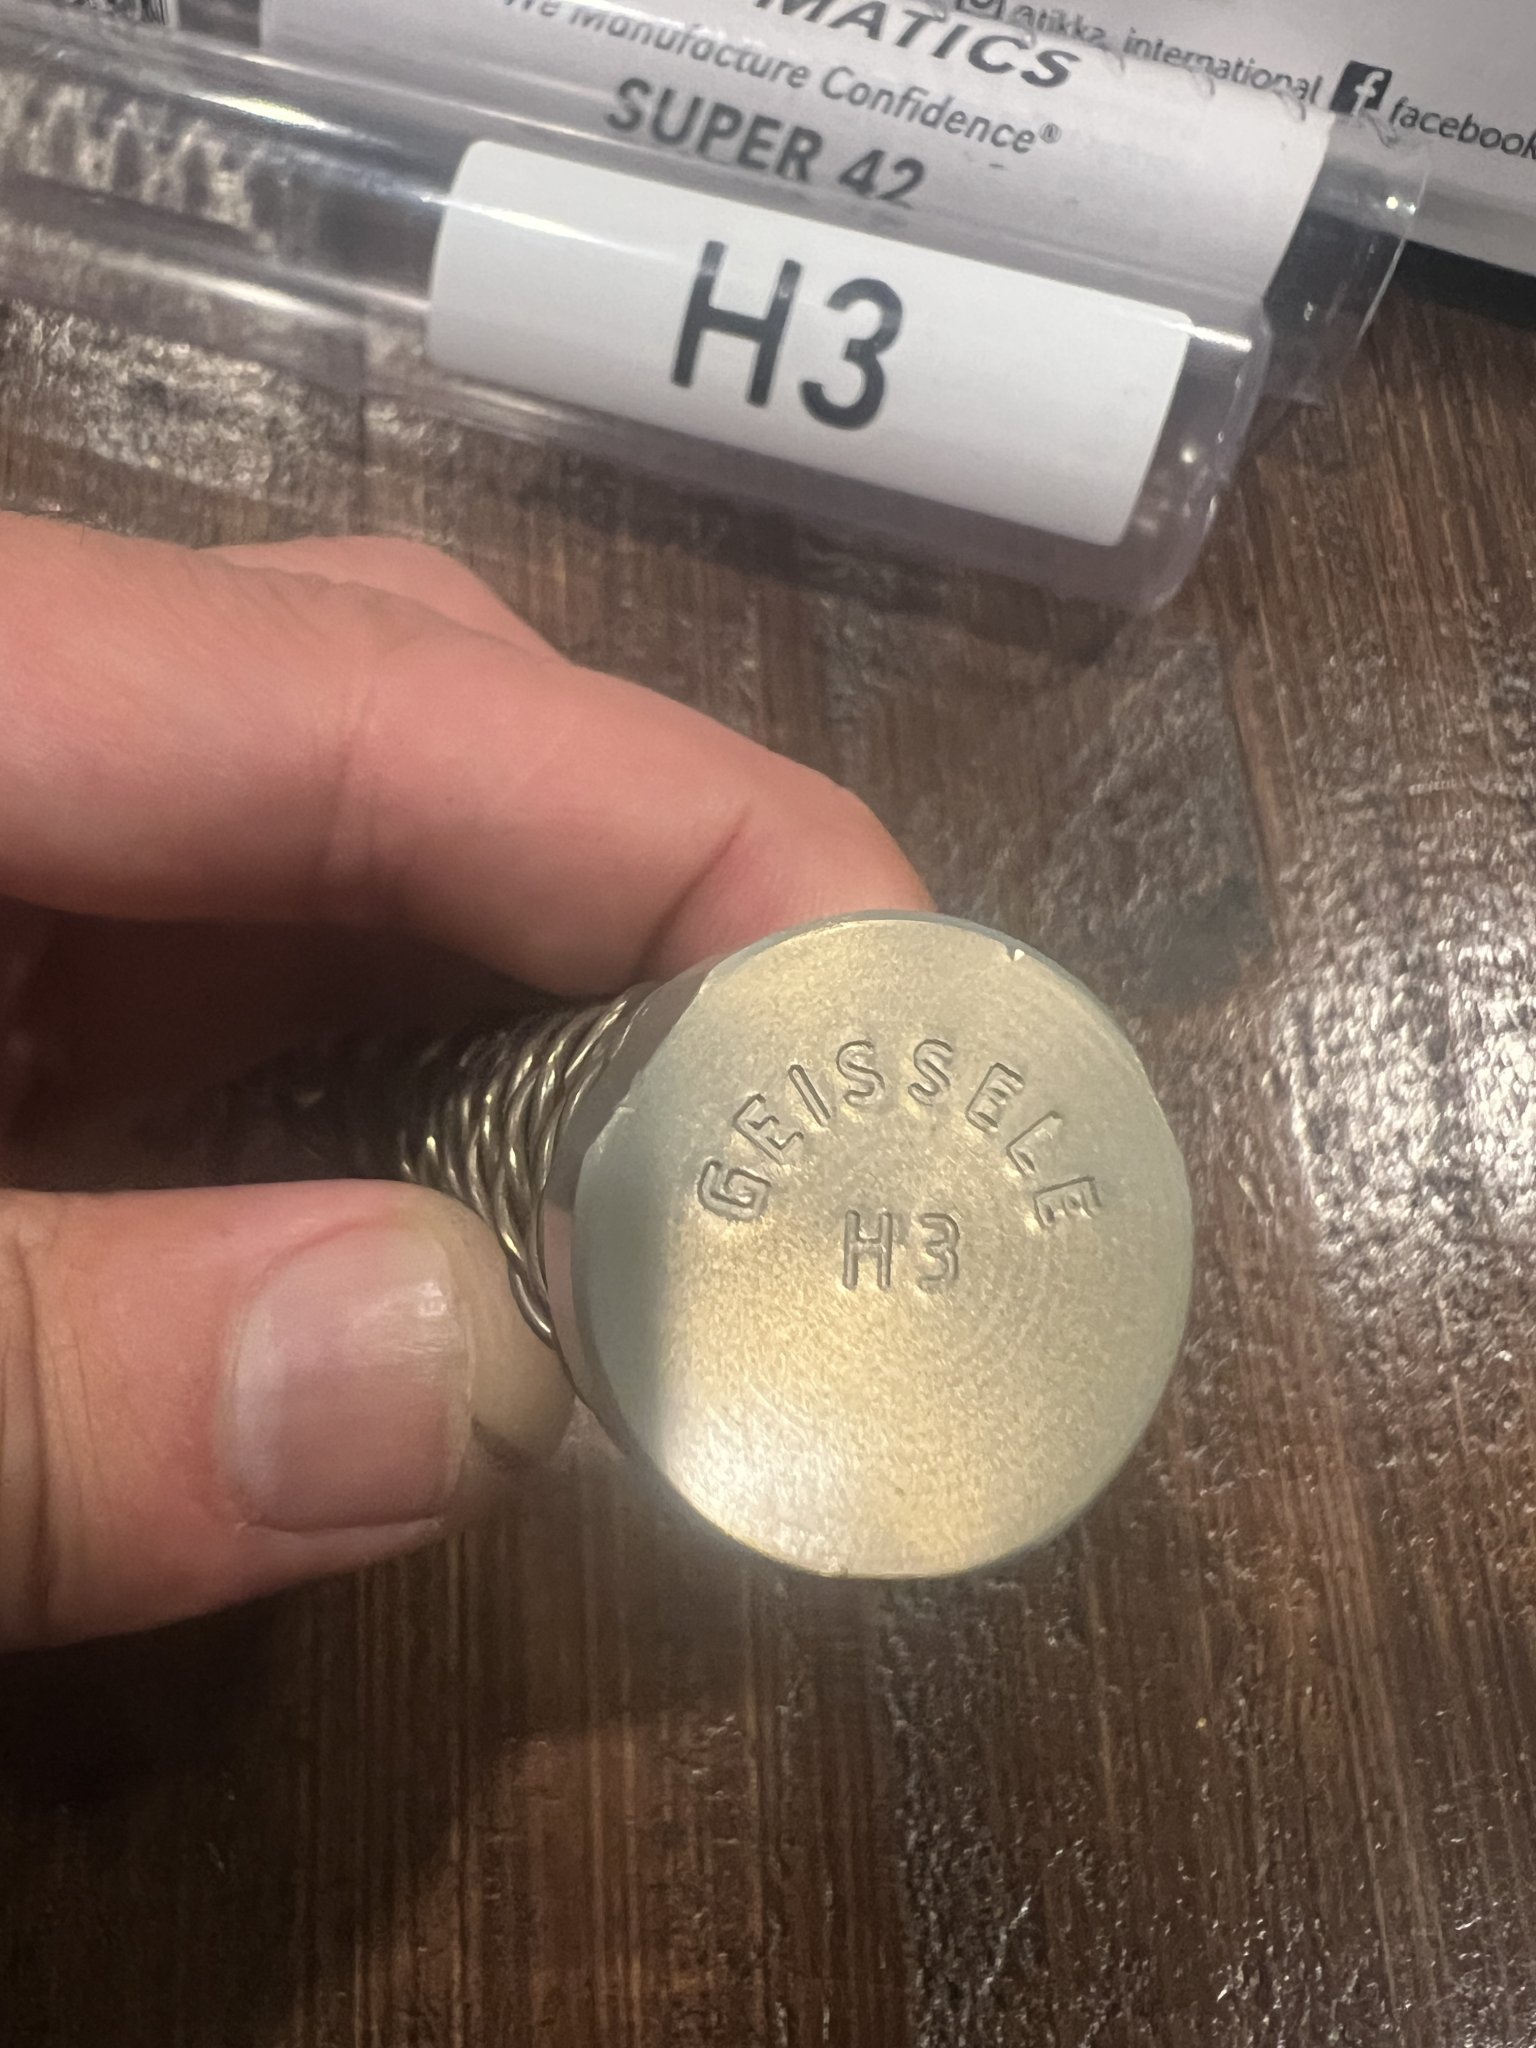 MATICS
We Manufacture Confidence®
SUPER 42
H3
international
facebook
GEISSELE
H3